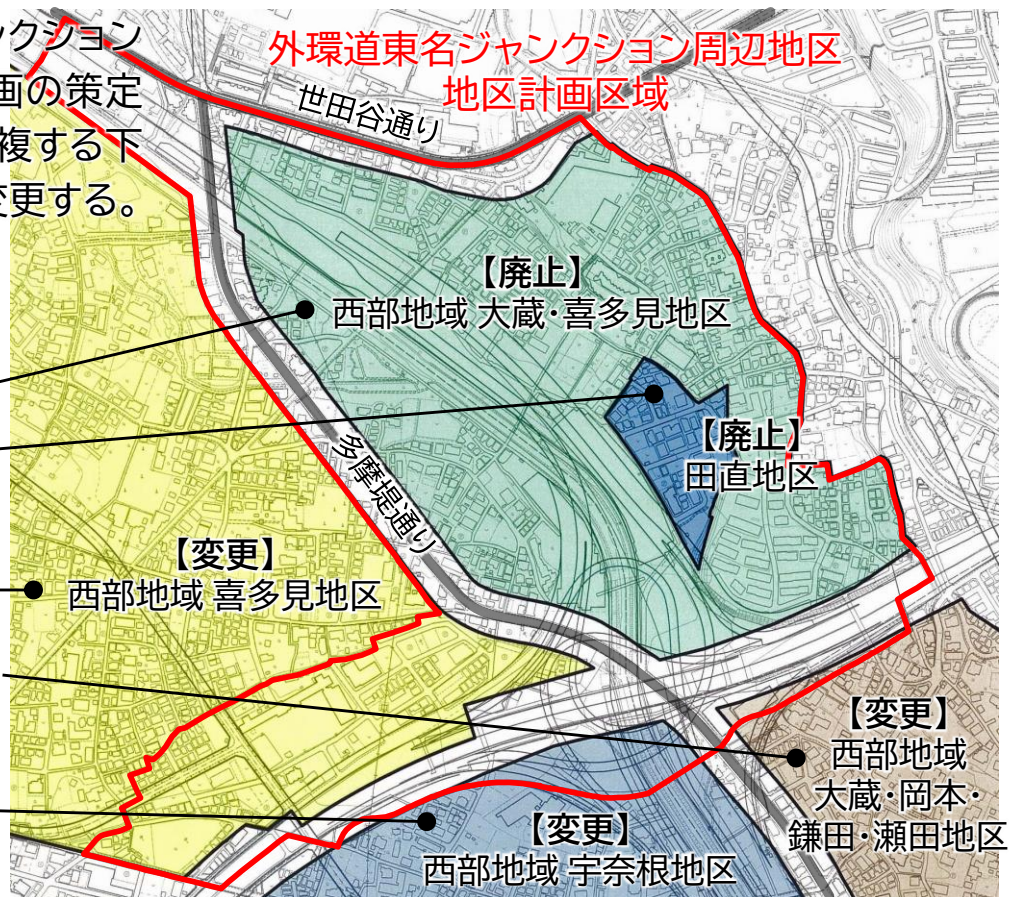 ンクション
画の策定
複する下
変更する。
外環道東名ジャンクション周辺地区
地区計画区域
世田谷通り
【廃止】
西部地域 大蔵・喜多見地区
【廃止】
田直地区
多摩堤通り
【変更】
西部地域 喜多見地区
【変更】
西部地域
大蔵・岡本・
鎌田・瀬田地区
【変更】
西部地域 宇奈根地区